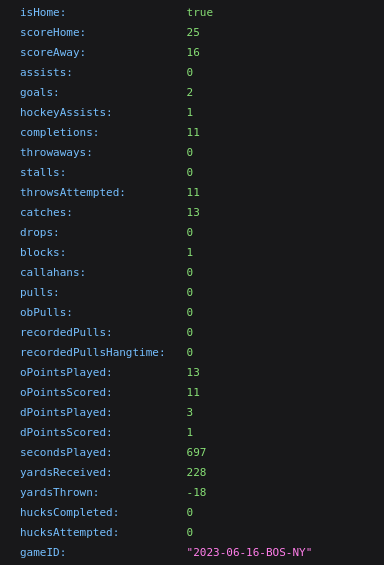 isHome: true
scoreHome: 25
scoreAway: 16
assists: 0
goals: 2
hockeyAssists: 1
completions: 11
throwaways: 0
stalls: 0
throwsAttempted: 11
catches: 13
drops: 0
blocks: 1
callahans: 0
pulls: 0
obPulls: 0
recordedPulls: 0
recordedPullsHangtime: 0
oPointsPlayed: 13
oPointsScored: 11
dPointsPlayed: 3
dPointsScored: 1
secondsPlayed: 697
yardsReceived: 228
yardsThrown: -18
hucksCompleted: 0
hucksAttempted: 0
gameID: "2023-06-16-BOS-NY"